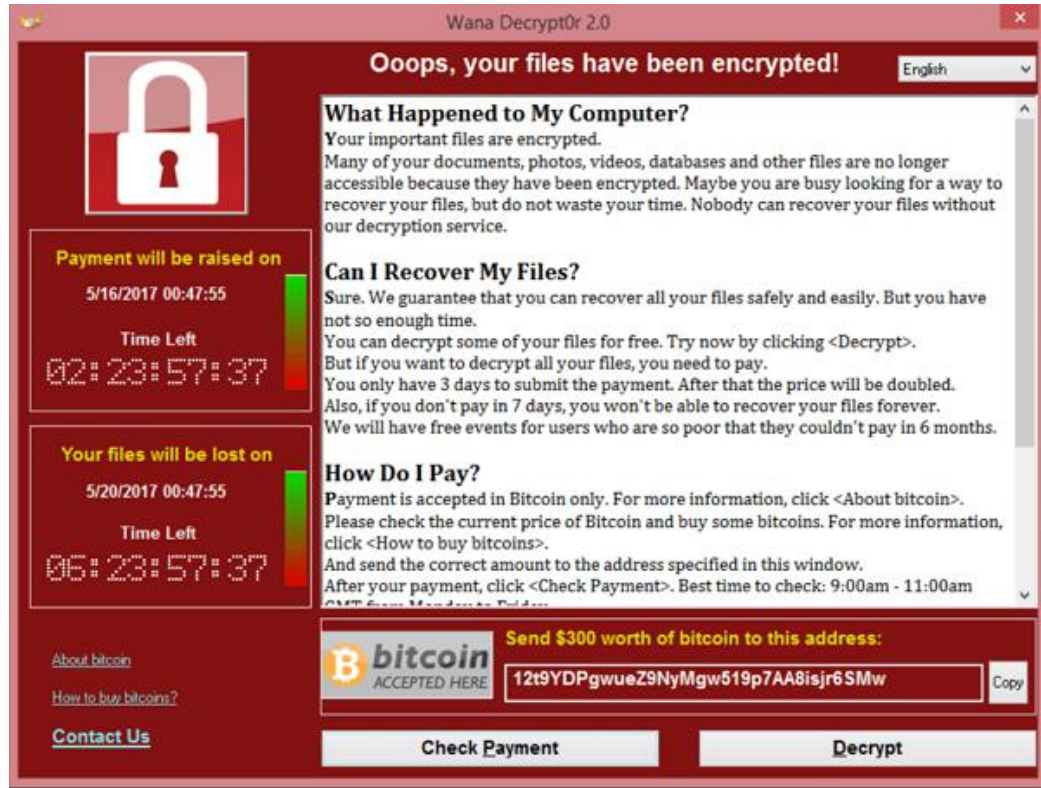 Wana Decrypt0r 2.0
Ooops, your files have been encrypted!
English
What Happened to My Computer?
Your important files are encrypted.
Many of your documents, photos, videos, databases and other files are no longer
accessible because they have been encrypted. Maybe you are busy looking for a way to
recover your files, but do not waste your time. Nobody can recover your files without
our decryption service.
Can I Recover My Files?
Sure. We guarantee that you can recover all your files safely and easily. But you have
not so enough time.
You can decrypt some of your files for free. Try now by clicking <Decrypt>.
But if you want to decrypt all your files, you need to pay.
You only have 3 days to submit the payment. After that the price will be doubled.
Also, if you don't pay in 7 days, you won't be able to recover your files forever.
We will have free events for users who are so poor that they couldn't pay in 6 months.
How Do I Pay?
Payment is accepted in Bitcoin only. For more information, click <About bitcoin>.
Please check the current price of Bitcoin and buy some bitcoins. For more information,
click <How to buy bitcoins>.
And send the correct amount to the address specified in this window.
After your payment, click <Check Payment>. Best time to check: 9:00am - 11:00am
GMT from Monday to Friday.
Payment will be raised on
5/16/2017 00:47:55
Time Left
02:23:57:37
Your files will be lost on
5/20/2017 00:47:55
Time Left
06:23:57:37
About bitcoin
How to buy bitcoins?
Contact Us
bitcoin
ACCEPTED HERE
Send $300 worth of bitcoin to this address:
12t9YDPgwueZ9NyMgw519p7AA8isjr6SMw
Copy
Check Payment
Decrypt